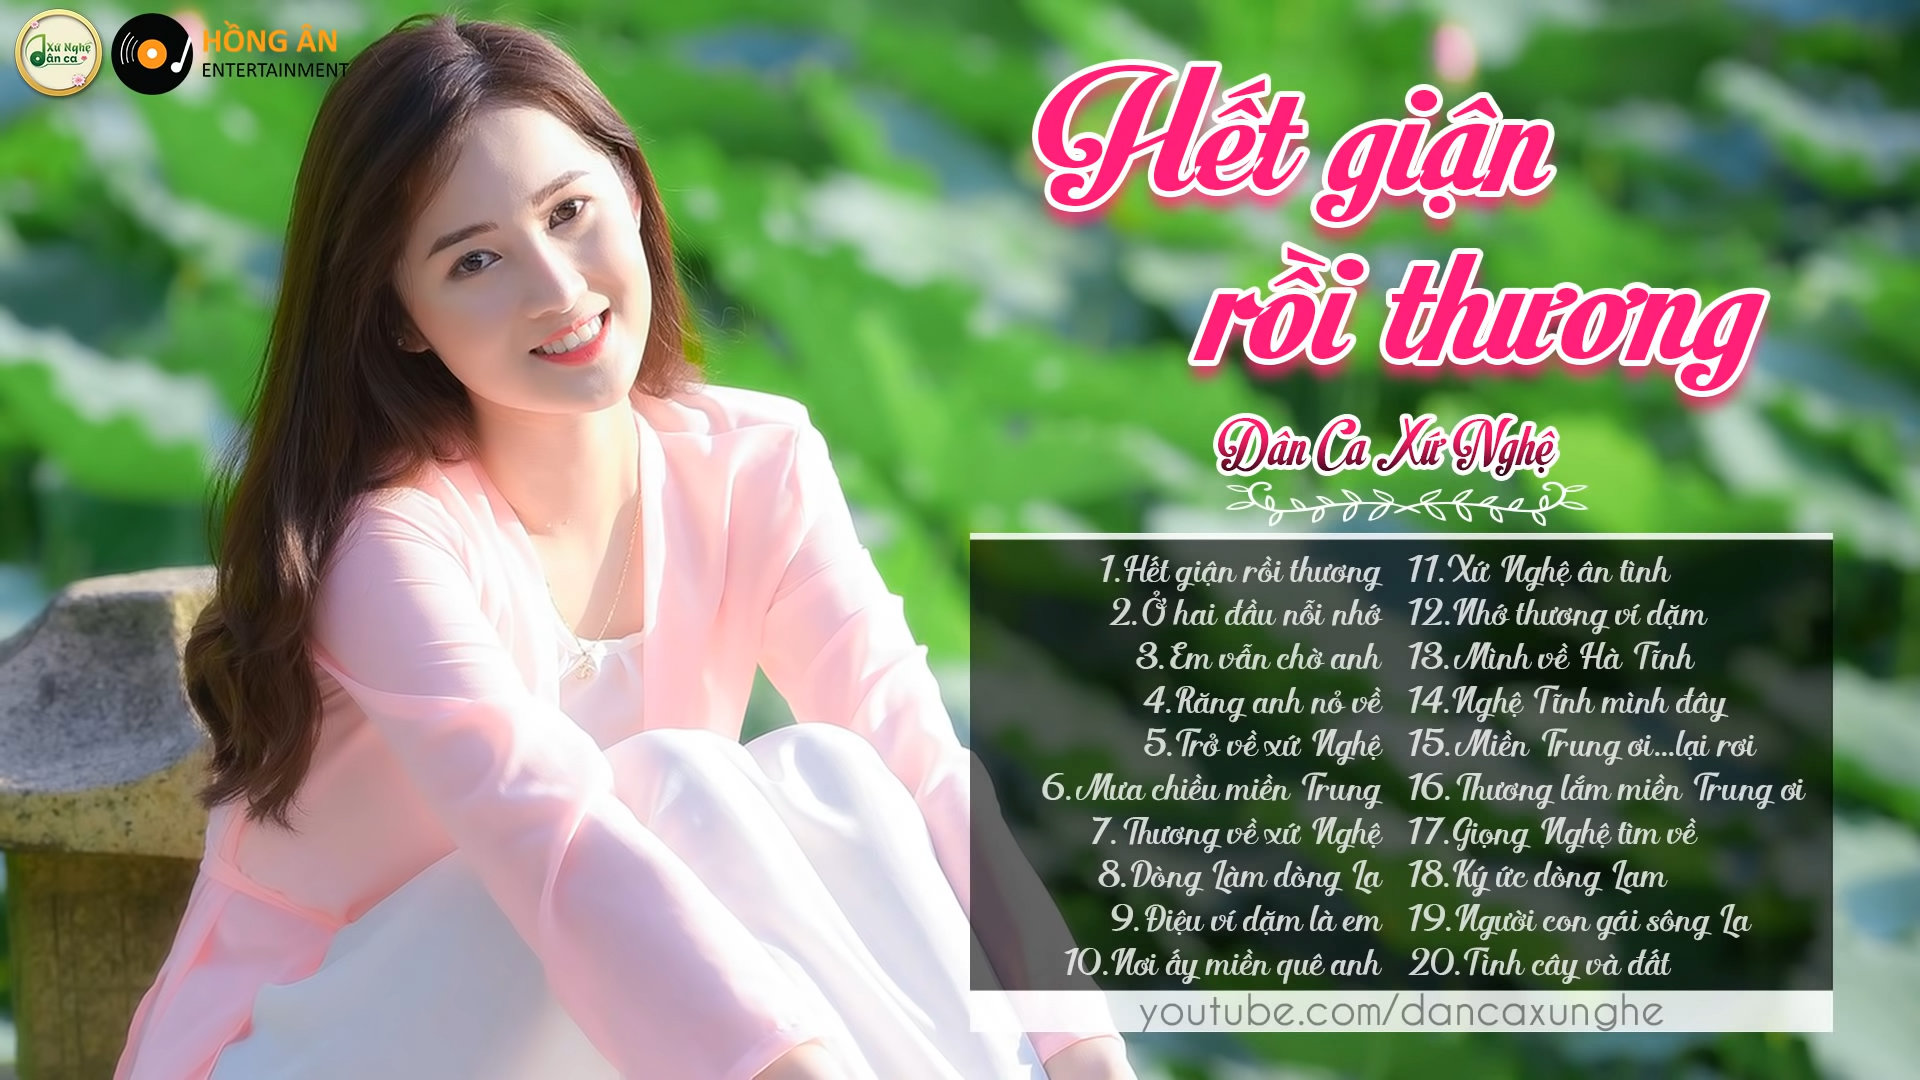 Xứ Nghệ
dân ca
HỒNG ÂN
ENTERTAINMENT
Hết giận
rồi thương
Dân Ca Xứ Nghệ
1.Hết giận rồi thương
2.Ở hai đầu nỗi nhớ
3.Em vẫn chờ anh
4.Răng anh nỏ về
5.Trở về xứ Nghệ
6.Mưa chiều miền Trung
7.Thương về xứ Nghệ
8.Dòng Làm dòng La
9.Điệu ví dặm là em
10.Nơi ấy miền quê anh
11.Xứ Nghệ ân tình
12.Nhớ thương ví dặm
13.Mình về Hà Tĩnh
14.Nghệ Tĩnh mình đây
15.Miền Trung ơi...lại rơi
16.Thương lắm miền Trung ơi
17.Giọng Nghệ tìm về
18.Ký ức dòng Lam
19.Người con gái sông La
20.Tình cây và đất
youtube.com/dancaxunghe